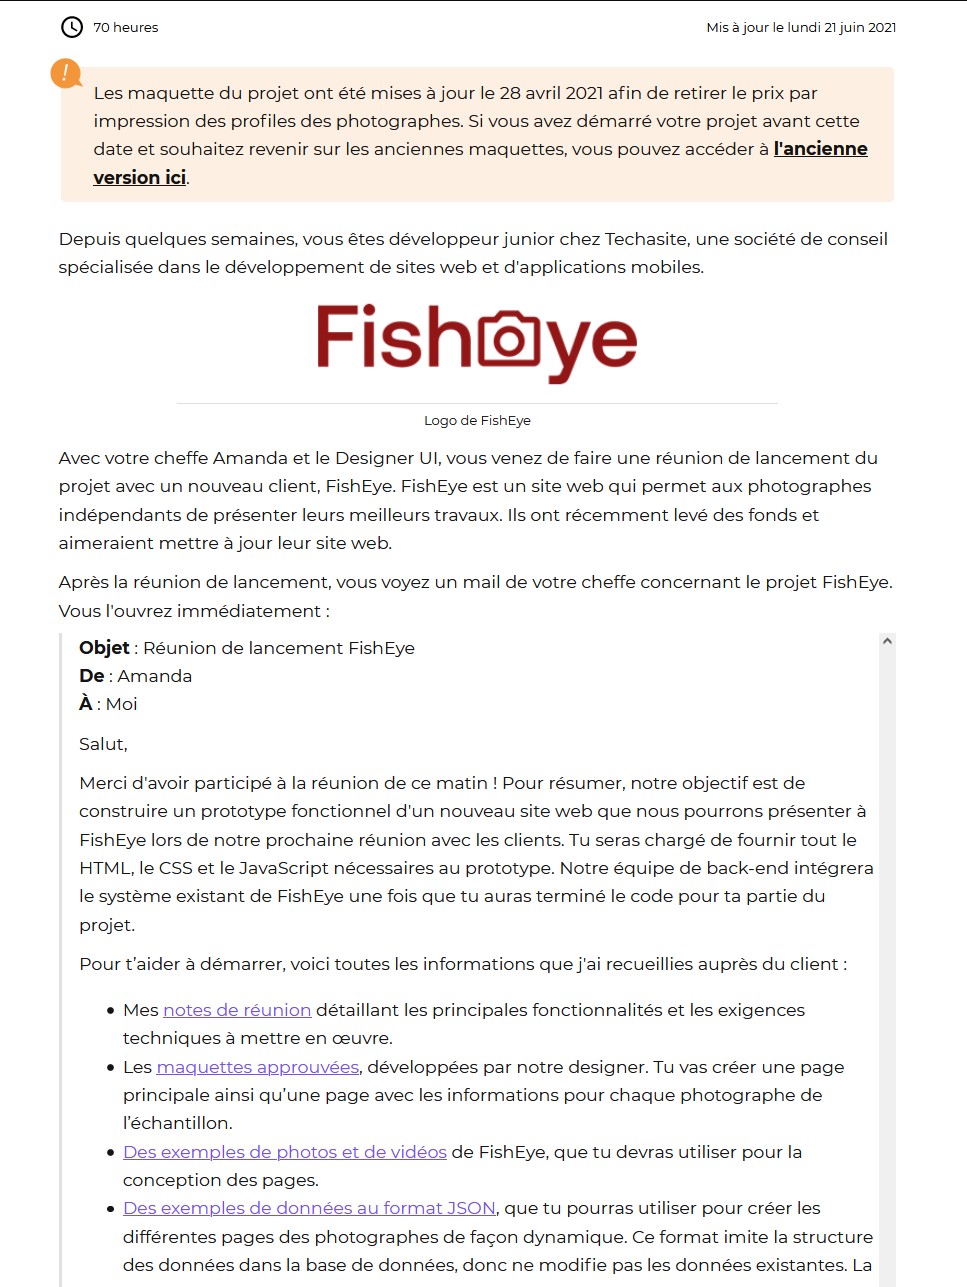 70 heures
Mis à jour le lundi 21 juin 2021
!
Les maquette du projet ont été mises à jour le 28 avril 2021 afin de retirer le prix par
impression des profiles des photographes. Si vous avez démarré votre projet avant cette
date et souhaitez revenir sur les anciennes maquettes, vous pouvez accéder à l'ancienne
version ici.
Depuis quelques semaines, vous êtes développeur junior chez Techasite, une société de conseil
spécialisée dans le développement de sites web et d'applications mobiles.
FishEye
Logo de FishEye
Avec votre cheffe Amanda et le Designer UI, vous venez de faire une réunion de lancement du
projet avec un nouveau client, FishEye. FishEye est un site web qui permet aux photographes
indépendants de présenter leurs meilleurs travaux. Ils ont récemment levé des fonds et
aimeraient mettre à jour leur site web.
Après la réunion de lancement, vous voyez un mail de votre cheffe concernant le projet FishEye.
Vous l'ouvrez immédiatement :
Objet : Réunion de lancement FishEye
De : Amanda
À : Moi
Salut,
Merci d'avoir participé à la réunion de ce matin ! Pour résumer, notre objectif est de
construire un prototype fonctionnel d'un nouveau site web que nous pourrons présenter à
FishEye lors de notre prochaine réunion avec les clients. Tu seras chargé de fournir tout le
HTML, le CSS et le JavaScript nécessaires au prototype. Notre équipe de back-end intégrera
le système existant de FishEye une fois que tu auras terminé le code pour ta partie du
projet.
Pour t’aider à démarrer, voici toutes les informations que j'ai recueillies auprès du client :
• Mes notes de réunion détaillant les principales fonctionnalités et les exigences
techniques à mettre en œuvre.
• Les maquettes approuvées, développées par notre designer. Tu vas créer une page
principale ainsi qu’une page avec les informations pour chaque photographe de
l’échantillon.
• Des exemples de photos et de vidéos de FishEye, que tu devras utiliser pour la
conception des pages.
• Des exemples de données au format JSON, que tu pourras utiliser pour créer les
différentes pages des photographes de façon dynamique. Ce format imite la structure
des données dans la base de données, donc ne modifie pas les données existantes. La